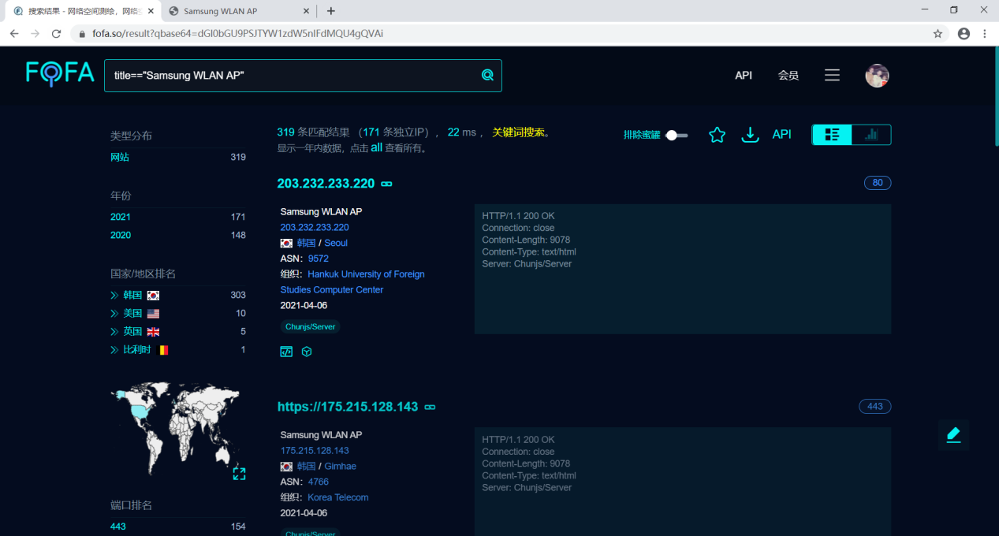 搜索结果 - 网络空间测绘，网络空
Samsung WLAN AP
fofa.so/result?qbase64=dGl0bGU9PSJTYW1zdW5nIFdMQU4gQVAi
FOFA
title=="Samsung WLAN AP"
API
会员
类型分布
网站 319
年份
2021 171
2020 148
国家/地区排名
韩国 303
美国 10
英国 5
比利时 1
端口排名
443 154
319 条匹配结果 （171 条独立IP）， 22 ms ， 关键词搜索。
显示一年内数据，点击 all 查看所有。
排除蜜罐
API
203.232.233.220
80
Samsung WLAN AP
203.232.233.220
韩国 / Seoul
ASN： 9572
组织： Hankuk University of Foreign
Studies Computer Center
2021-04-06
Chunjs/Server
HTTP/1.1 200 OK
Connection: close
Content-Length: 9078
Content-Type: text/html
Server: Chunjs/Server
https://175.215.128.143
443
Samsung WLAN AP
175.215.128.143
韩国 / Gimhae
ASN： 4766
组织： Korea Telecom
2021-04-06
Chunjs/Server
HTTP/1.1 200 OK
Connection: close
Content-Length: 9078
Content-Type: text/html
Server: Chunjs/Server